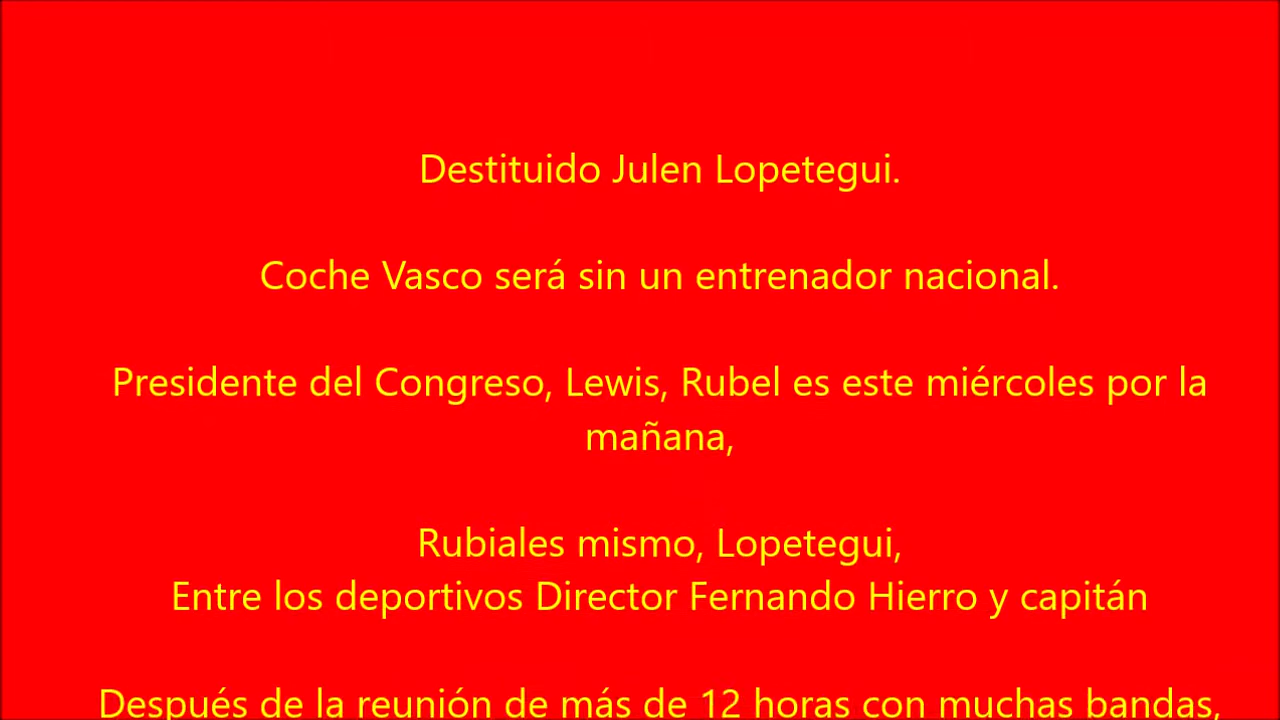 Destituido Julen Lopetegui.
Coche Vasco será sin un entrenador nacional.
Presidente del Congreso, Lewis, Rubel es este miércoles por la
mañana,
Rubiales mismo, Lopetegui,
Entre los deportivos Director Fernando Hierro y capitán
Después de la reunión de más de 12 horas con muchas bandas,